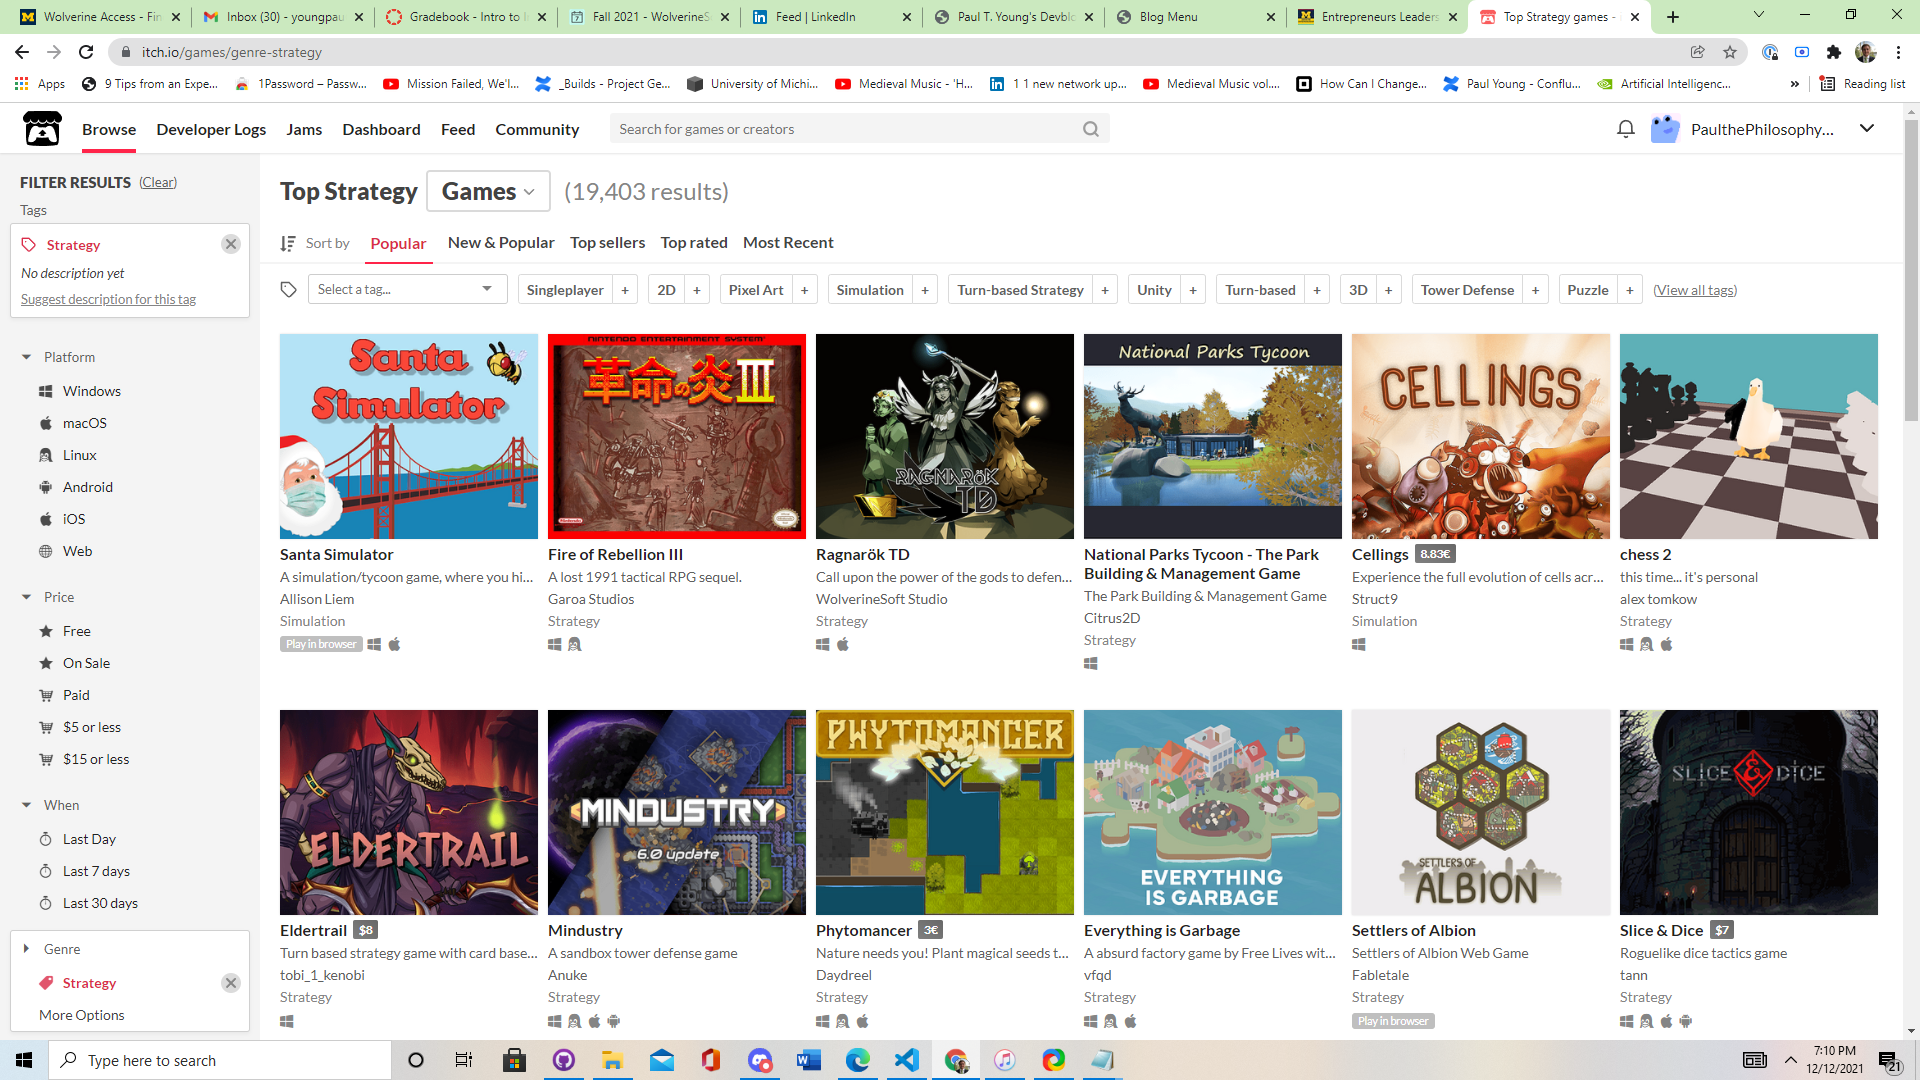 Wolverine Access - Fin
Inbox (30) - youngpau
Gradebook - Intro to I
Fall 2021 - WolverineS
Feed | LinkedIn
Paul T. Young's Devblo
Blog Menu
Entrepreneurs Leaders
Top Strategy games -
itch.io/games/genre-strategy
Apps
9 Tips from an Expe...
1Password – Passw...
Mission Failed, We'l...
_Builds - Project Ge...
University of Michi...
Medieval Music - 'H...
1 1 new network up...
Medieval Music vol....
How Can I Change...
Paul Young - Conflu...
Artificial Intelligenc...
»
Reading list
Browse
Developer Logs
Jams
Dashboard
Feed
Community
Search for games or creators
PaulthePhilosophy...
FILTER RESULTS (Clear)
Tags
Strategy
No description yet
Suggest description for this tag
Platform
Windows
macOS
Linux
Android
iOS
Web
Price
Free
On Sale
Paid
$5 or less
$15 or less
When
Last Day
Last 7 days
Last 30 days
Genre
Strategy
More Options
Top Strategy Games (19,403 results)
Sort by Popular New & Popular Top sellers Top rated Most Recent
Select a tag...
Singleplayer +
2D +
Pixel Art +
Simulation +
Turn-based Strategy +
Unity +
Turn-based +
3D +
Tower Defense +
Puzzle +
(View all tags)
Santa
Simulator
Santa Simulator
A simulation/tycoon game, where you hi...
Allison Liem
Simulation
Play in browser
NINTENDO ENTERTAINMENT SYSTEM
革命の炎III
Nintendo
Fire of Rebellion III
A lost 1991 tactical RPG sequel.
Garoa Studios
Strategy
RAGNARÖK
TD
Ragnarök TD
Call upon the power of the gods to defen...
WolverineSoft Studio
Strategy
National Parks Tycoon
National Parks Tycoon - The Park
Building & Management Game
The Park Building & Management Game
Citrus2D
Strategy
CELLINGS
Cellings 8.83€
Experience the full evolution of cells acr...
Struct9
Simulation
chess 2
this time... it's personal
alex tomkow
Strategy
ELDERTRAIL
Eldertrail $8
Turn based strategy game with card base...
tobi_1_kenobi
Strategy
MINDUSTRY
6.0 update
Mindustry
A sandbox tower defense game
Anuke
Strategy
PHYTOMANCER
Phytomancer 3€
Nature needs you! Plant magical seeds t...
Daydreel
Strategy
EVERYTHING
IS GARBAGE
Everything is Garbage
A absurd factory game by Free Lives wit...
vfqd
Strategy
SETTLERS OF
ALBION
Settlers of Albion
Settlers of Albion Web Game
Fabletale
Strategy
Play in browser
SLICE & DICE
Slice & Dice $7
Roguelike dice tactics game
tann
Strategy
Type here to search
7:10 PM
12/12/2021
21